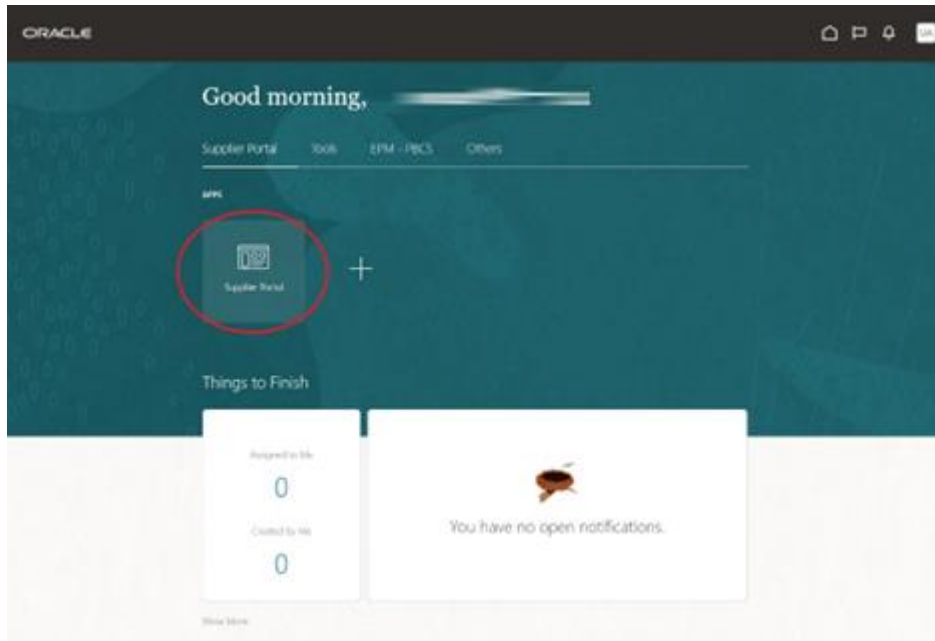 ORACLE
UA
Good morning,
Supplier Portal Tools EPM - PBCS Others
APPS
Supplier Portal
Things to Finish
Assigned to Me
0
Created by Me
0
You have no open notifications.
Show More